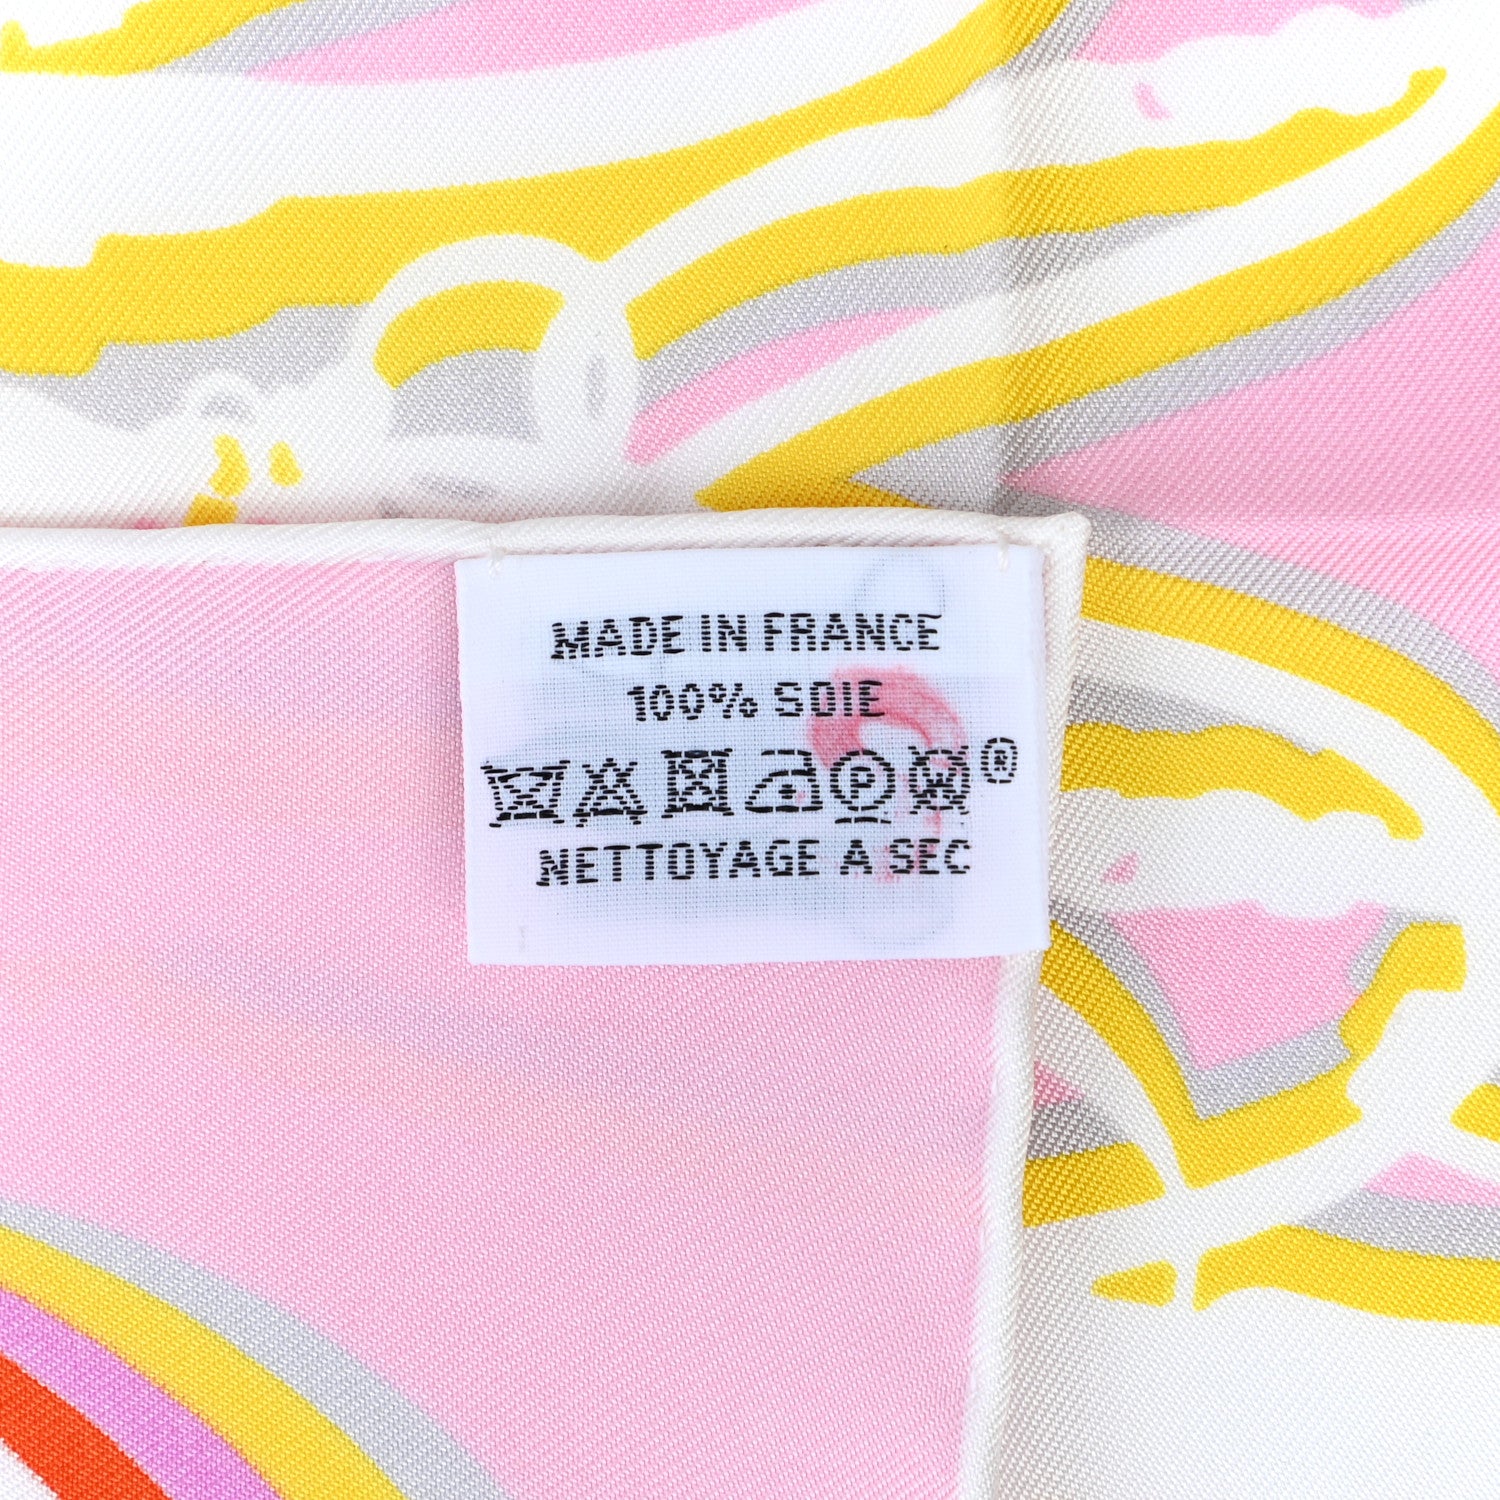 MADE IN FRANCE
100% SOIE
P ®
NETTOYAGE A SEC